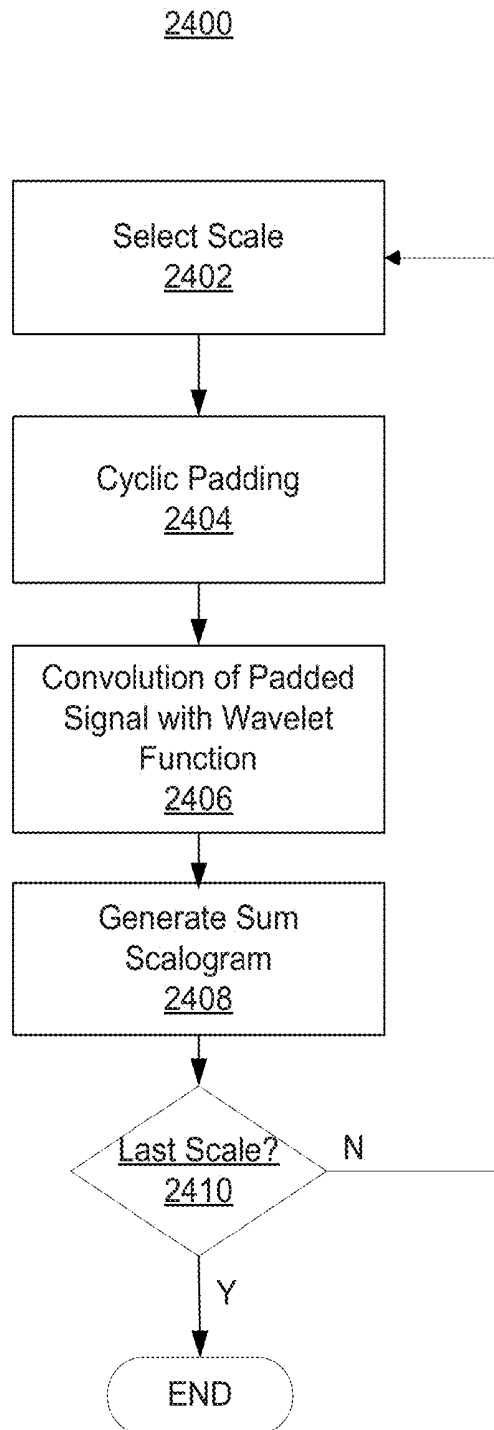 2400
Select Scale
2402
Cyclic Padding
2404
Convolution of Padded
Signal with Wavelet
Function
2406
Generate Sum
Scalogram
2408
Last Scale?
2410
N
Y
END